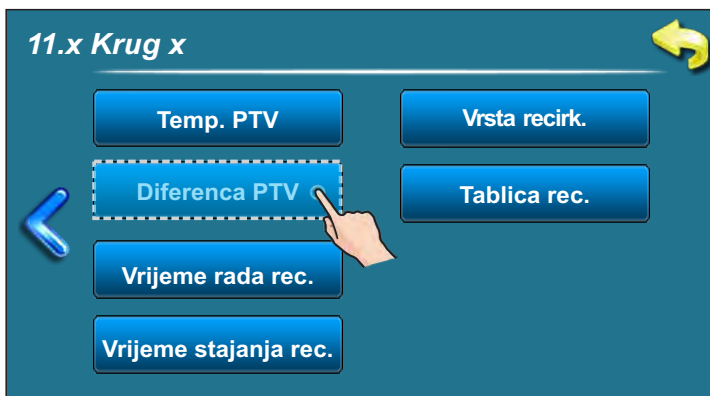 11.x Krug x
Temp. PTV
Vrsta recirk.
Diferenca PTV
Tablica rec.
Vrijeme rada rec.
Vrijeme stajanja rec.